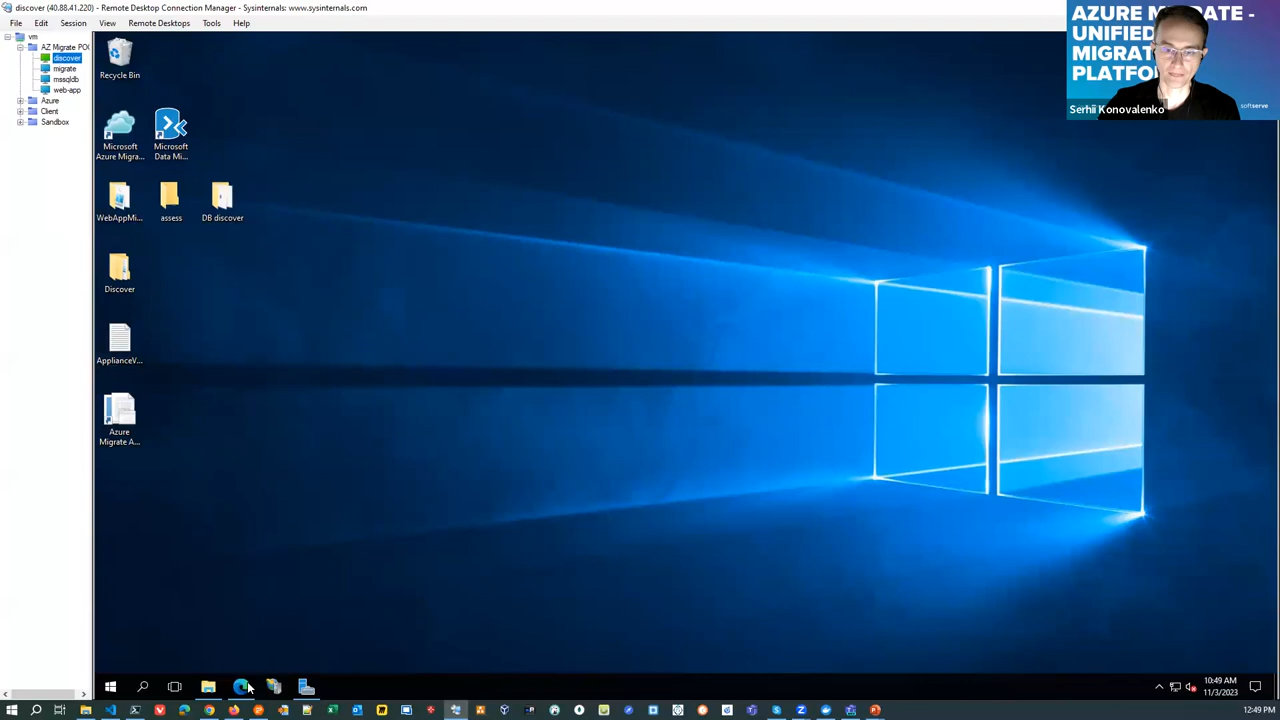 discover (40.88.41.220) - Remote Desktop Connection Manager - Sysinternals: www.sysinternals.com
File Edit Session View Remote Desktops Tools Help
vm
AZ Migrate PO
discover
migrate
mssqldb
web-app
Azure
Client
Sandbox
Recycle Bin
Microsoft
Azure Migra...
Microsoft
Data Mi...
WebAppMi...
assess
DB discover
Discover
ApplianceV...
Azure
Migrate A...
AZURE MIGRATE -
UNIFIED
MIGRAT
PLATFO
Serhii Konovalenko
softserve
10:49 AM
11/3/2023
12:49 PM